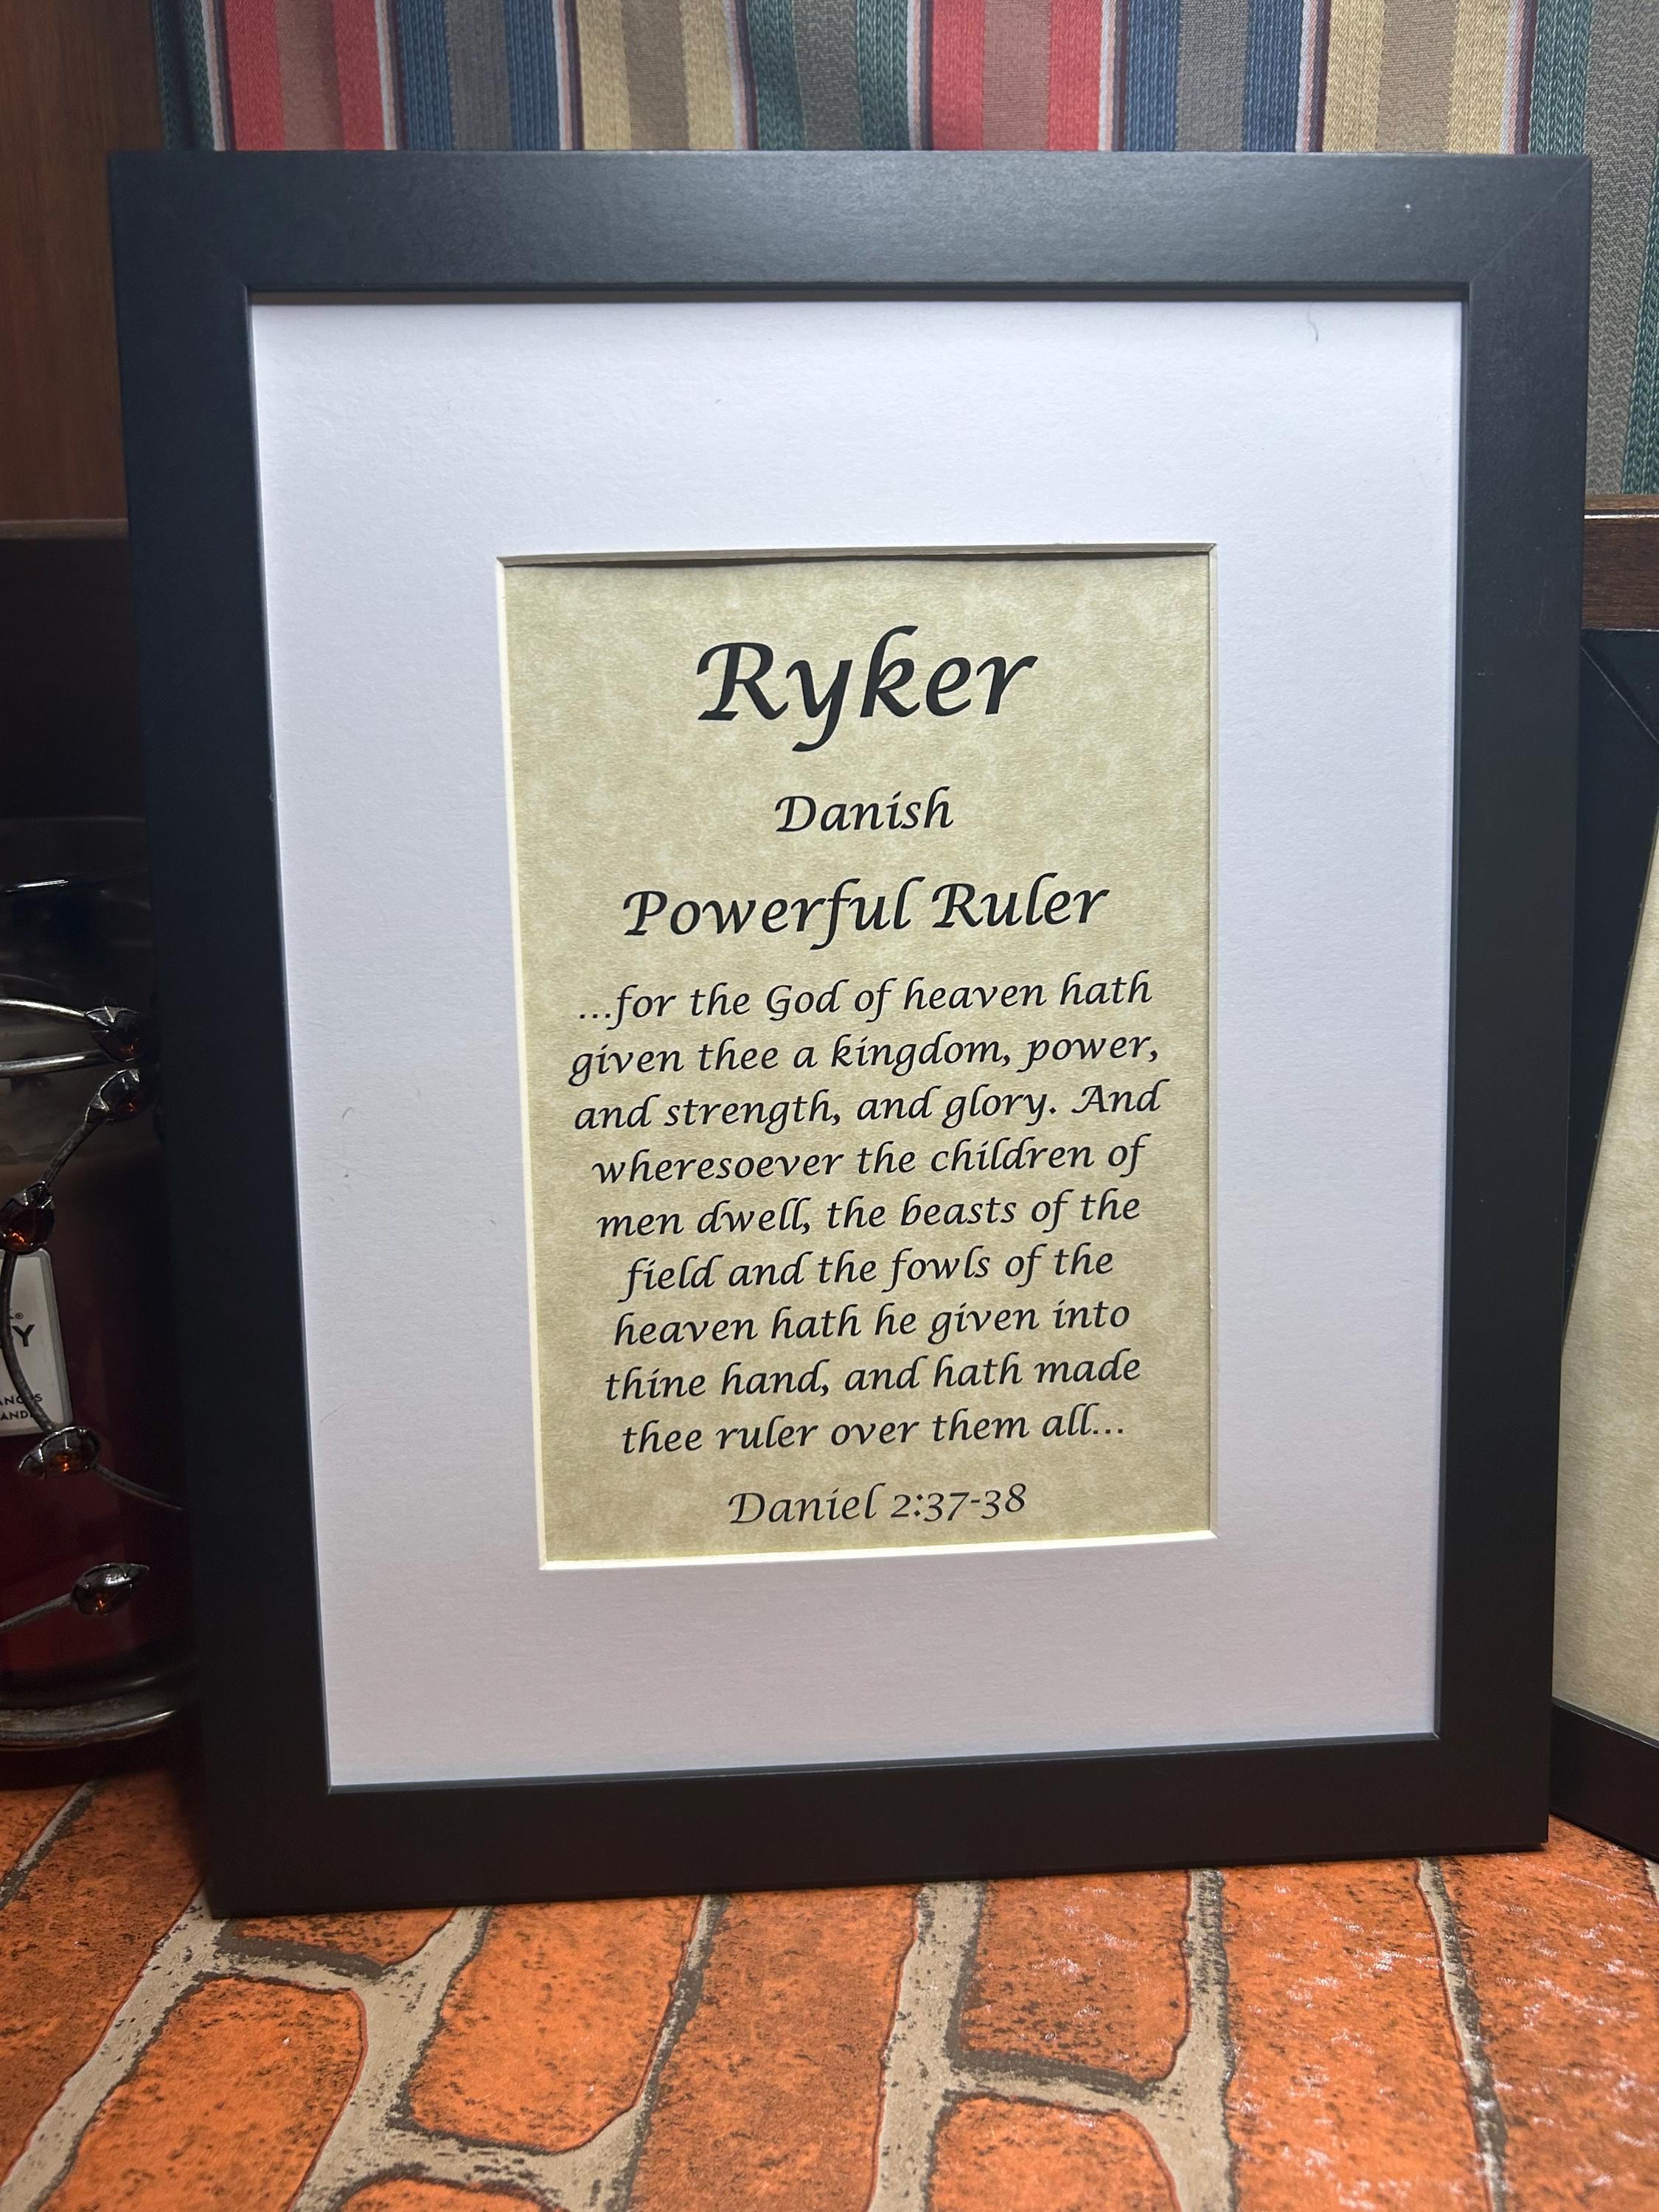 Ryker
Danish
Powerful Ruler
...for the God of heaven hath
given thee a kingdom, power,
and strength, and glory. And
wheresoever the children of
men dwell, the beasts of the
field and the fowls of the
heaven hath he given into
thine hand, and hath made
thee ruler over them all...
Daniel 2:37-38